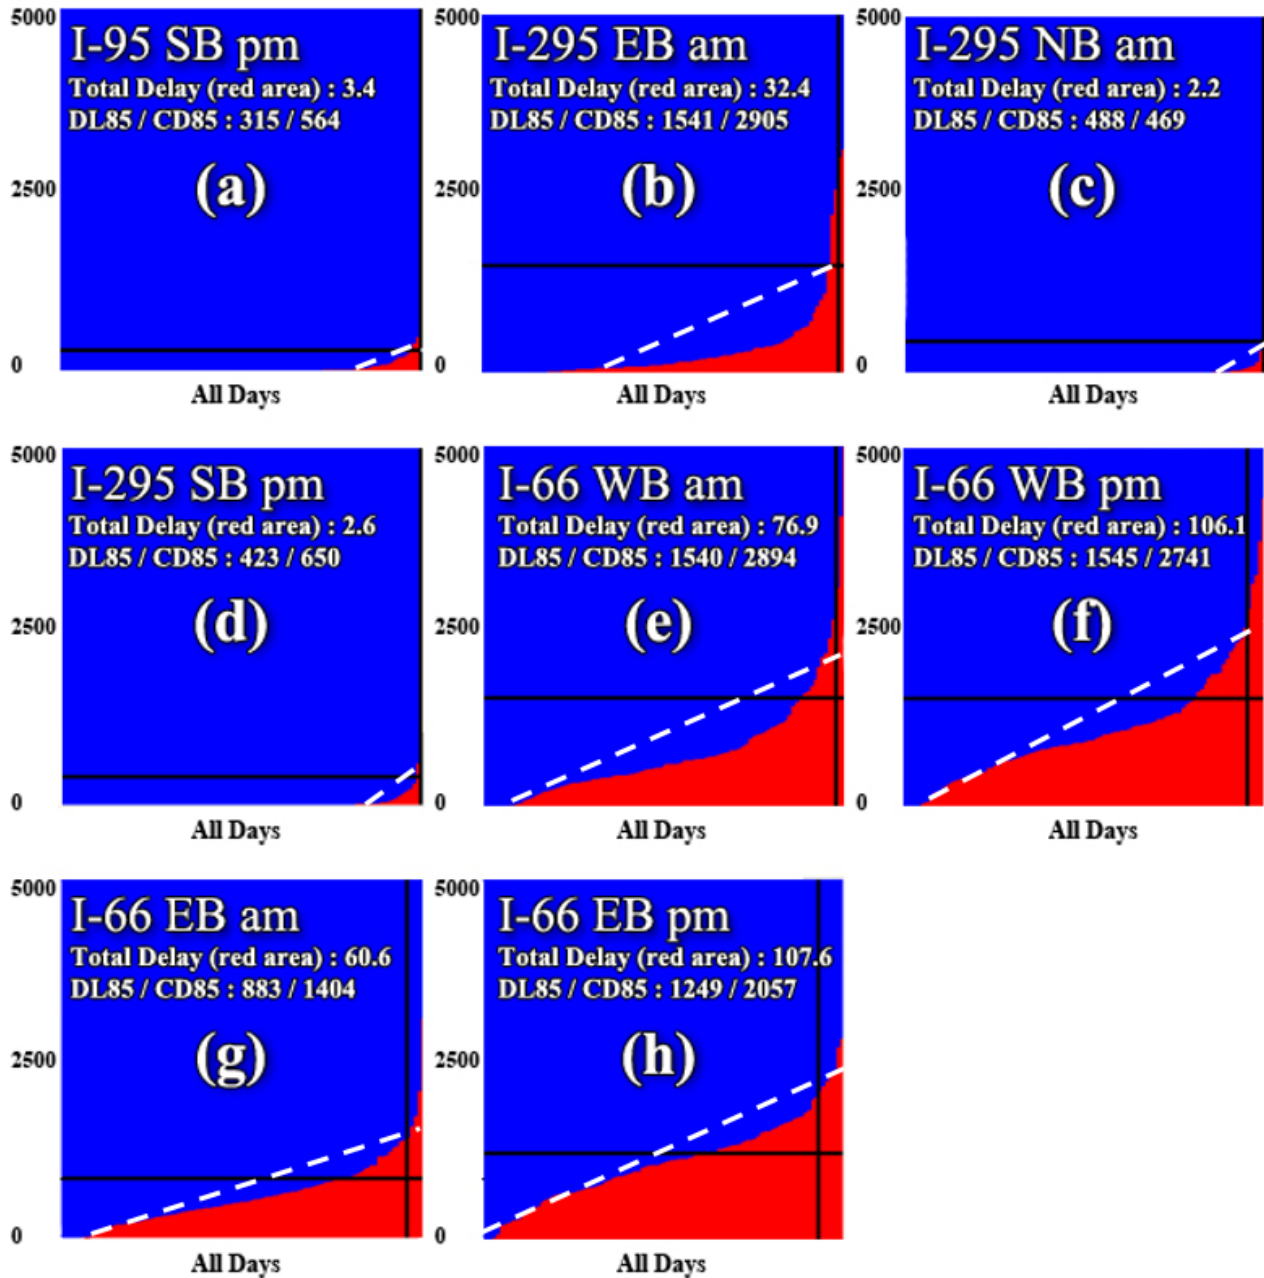 5000
I-95 SB pm
Total Delay (red area) : 3.4
DL85 / CD85 : 315 / 564
(a)
2500
0
All Days
5000
I-295 EB am
Total Delay (red area) : 32.4
DL85 / CD85 : 1541 / 2905
(b)
2500
0
All Days
5000
I-295 NB am
Total Delay (red area) : 2.2
DL85 / CD85 : 488 / 469
(c)
2500
0
All Days
5000
I-295 SB pm
Total Delay (red area) : 2.6
DL85 / CD85 : 423 / 650
(d)
2500
0
All Days
5000
I-66 WB am
Total Delay (red area) : 76.9
DL85 / CD85 : 1540 / 2894
(e)
2500
0
All Days
5000
I-66 WB pm
Total Delay (red area) : 106.1
DL85 / CD85 : 1545 / 2741
(f)
2500
0
All Days
5000
I-66 EB am
Total Delay (red area) : 60.6
DL85 / CD85 : 883 / 1404
(g)
2500
0
All Days
5000
I-66 EB pm
Total Delay (red area) : 107.6
DL85 / CD85 : 1249 / 2057
(h)
2500
0
All Days